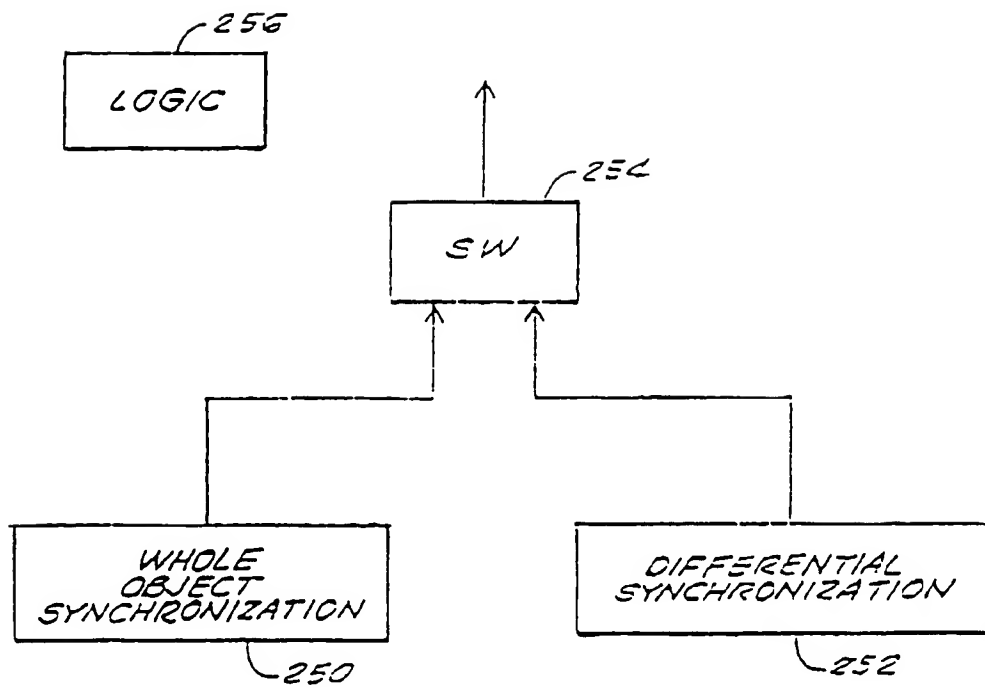 256
LOGIC
254
SW
WHOLE
OBJECT
SYNCHRONIZATION
250
DIFFERENTIAL
SYNCHRONIZATION
252